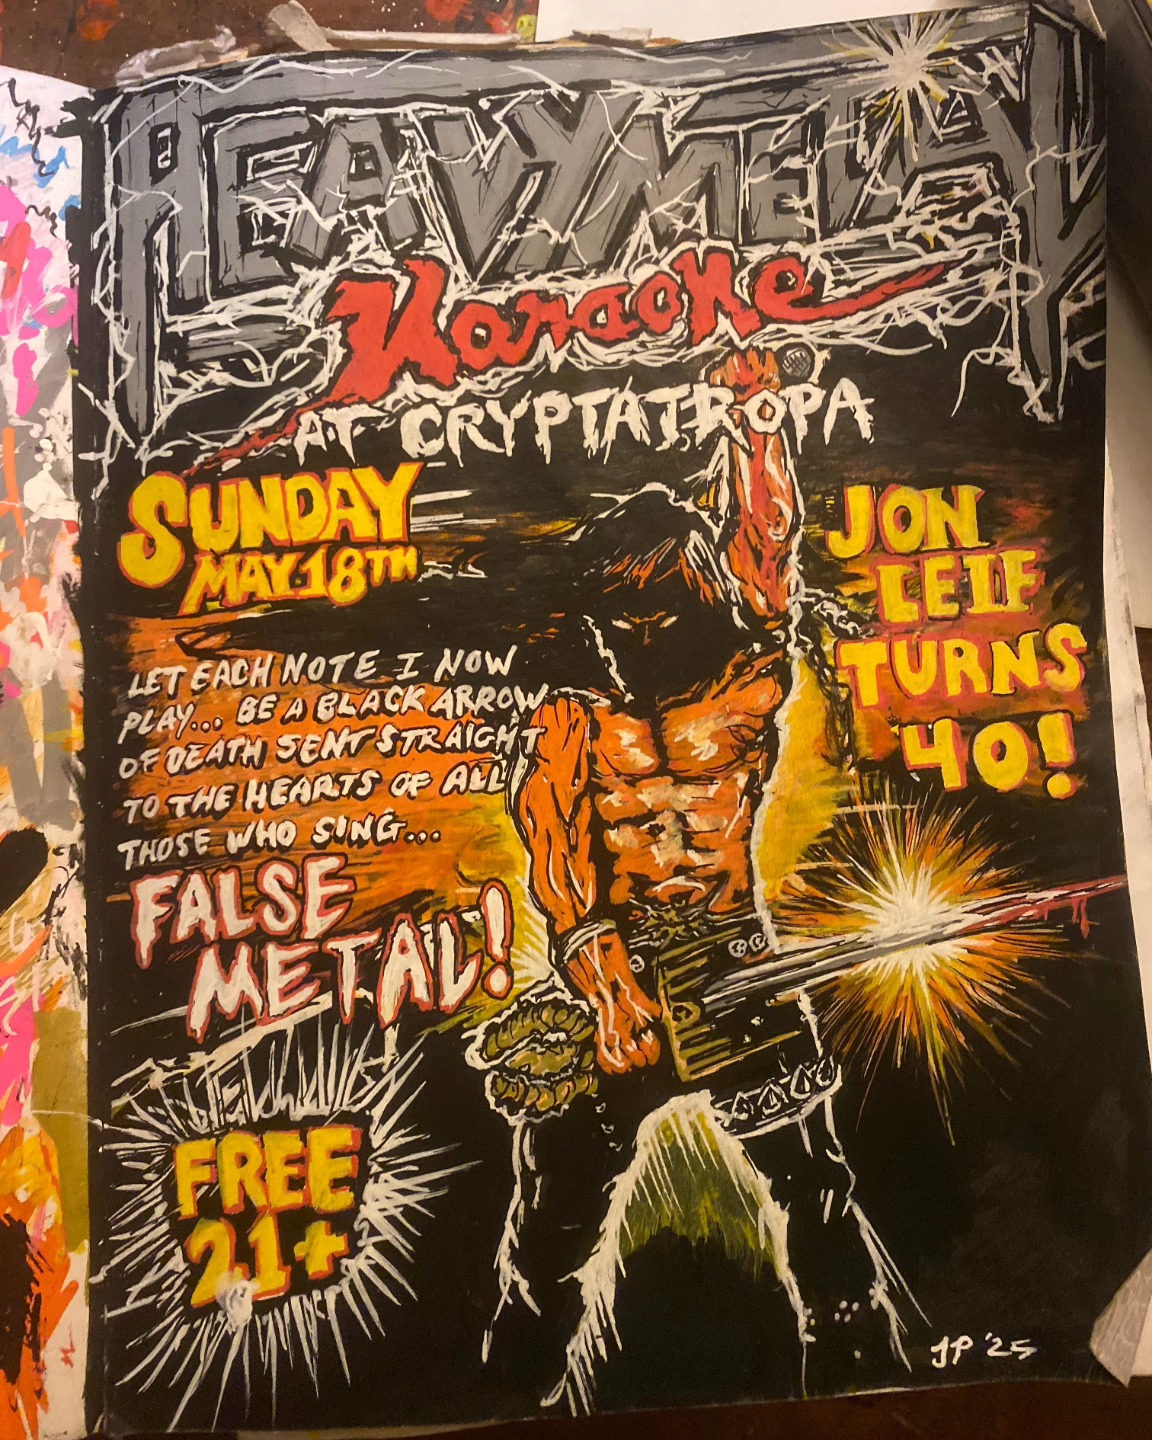 HEAVY METAL
Karaoke
AT CRYPTATROPA
SUNDAY
MAY 18TH
JON
LEIF
TURNS
40!
LET EACH NOTE I NOW
PLAY... BE A BLACK ARROW
OF DEATH SENT STRAIGHT
TO THE HEARTS OF ALL
THOSE WHO SING...
FALSE
METAL!
FREE
21+
JP '25